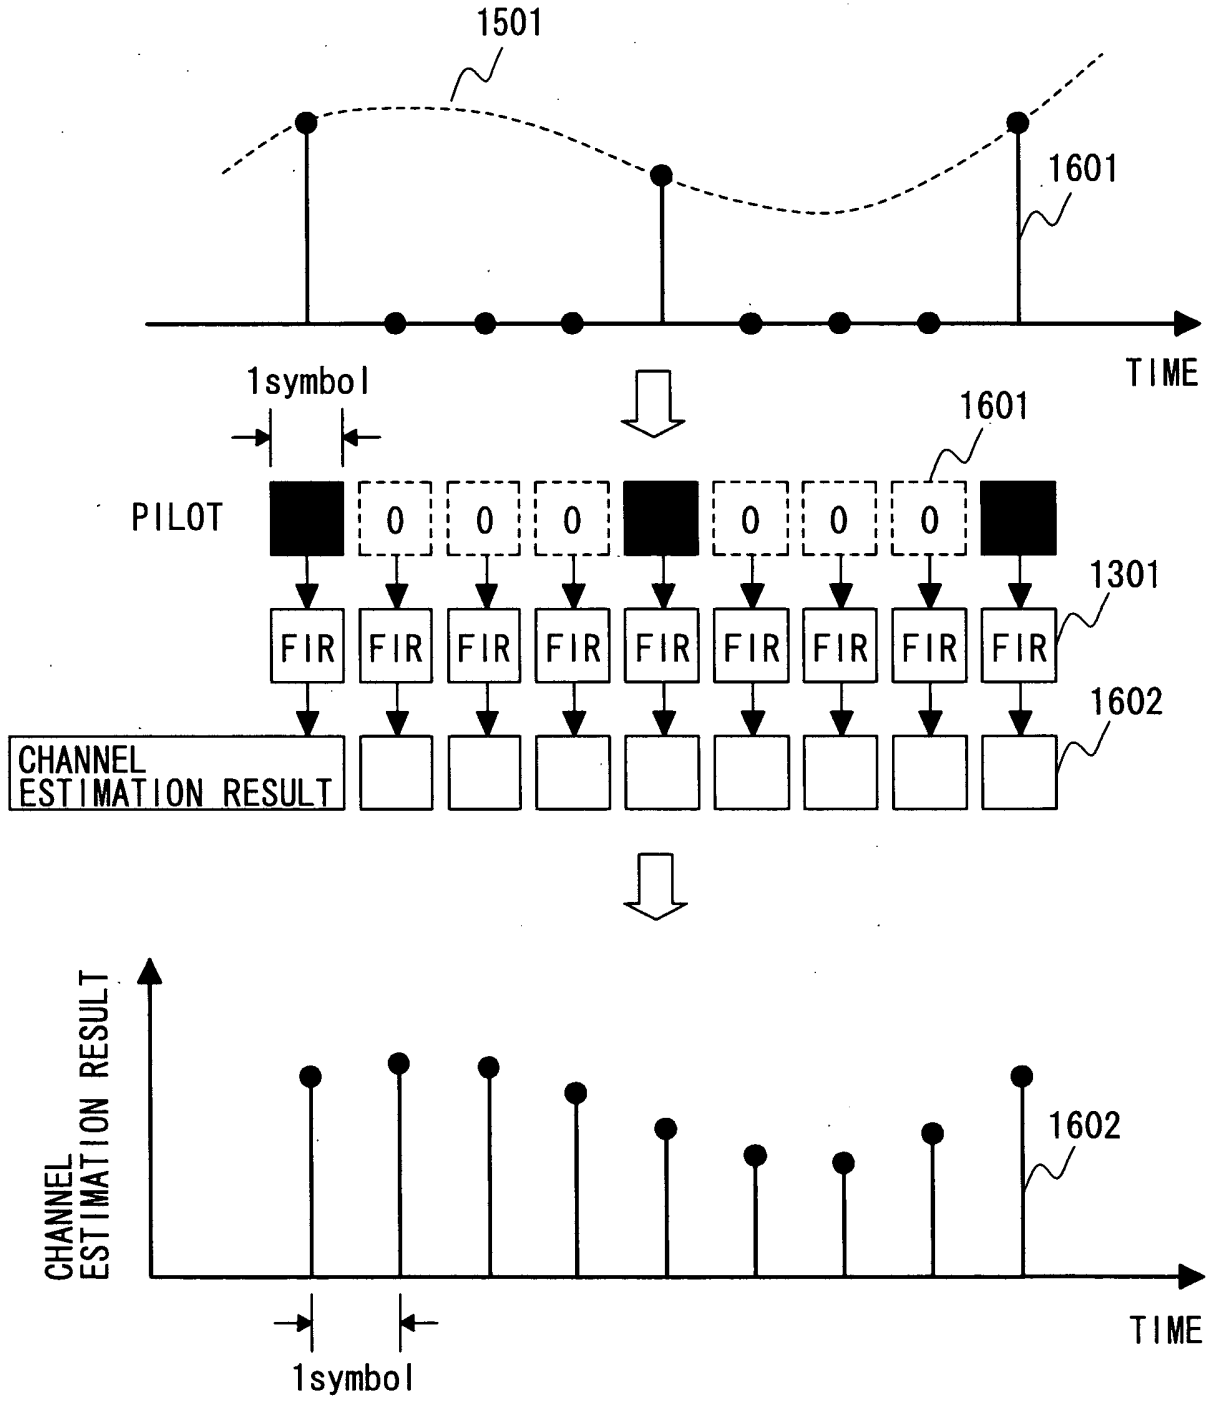 1501
1601
TIME
1symbol
1601
PILOT
0 0 0 0 0 0
1301
FIR FIR FIR FIR FIR FIR FIR FIR FIR
1602
CHANNEL
ESTIMATION RESULT
CHANNEL
ESTIMATION RESULT
1602
TIME
1symbol